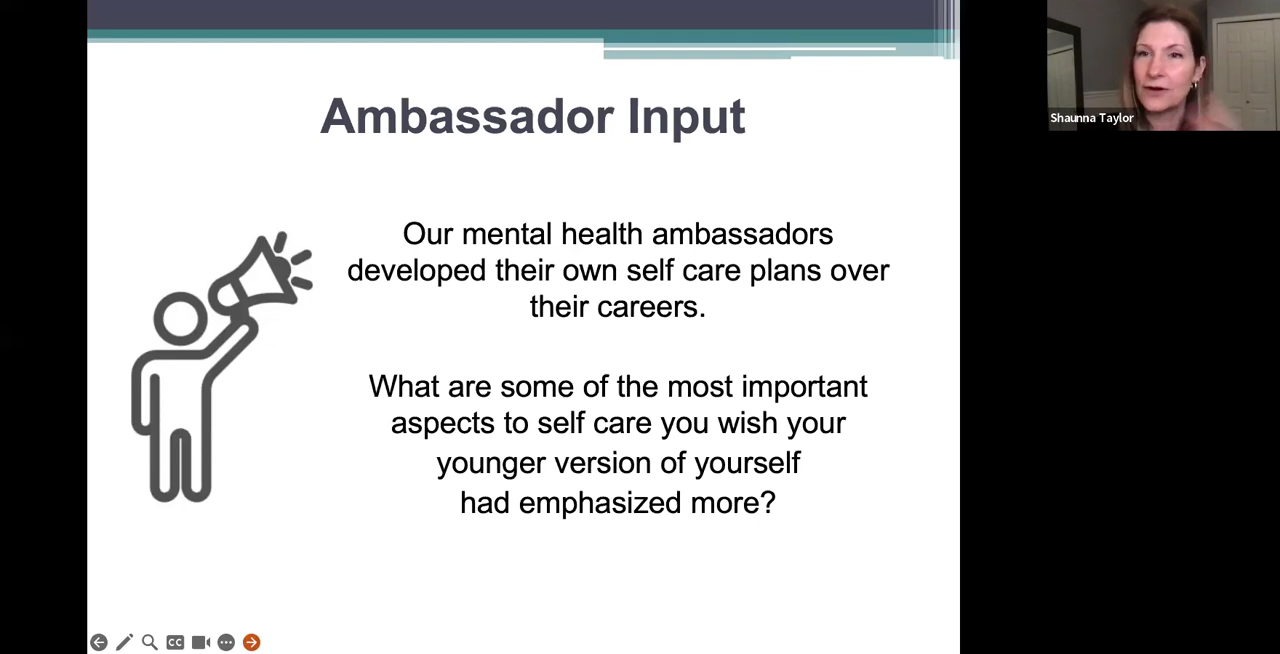 Ambassador Input
Our mental health ambassadors
developed their own self care plans over
their careers.
What are some of the most important
aspects to self care you wish your
younger version of yourself
had emphasized more?
Shaunna Taylor
CC